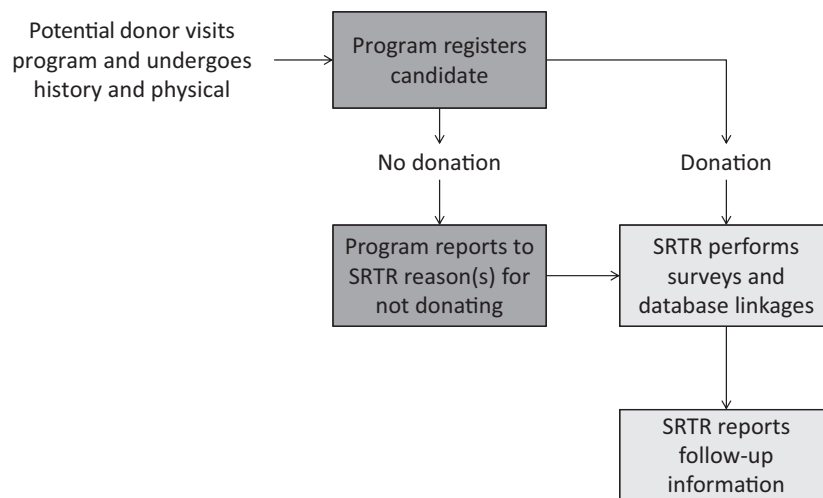 Potential donor visits
program and undergoes
history and physical
Program registers
candidate
No donation
Donation
Program reports to
SRTR reason(s) for
not donating
SRTR performs
surveys and
database linkages
SRTR reports
follow-up
information